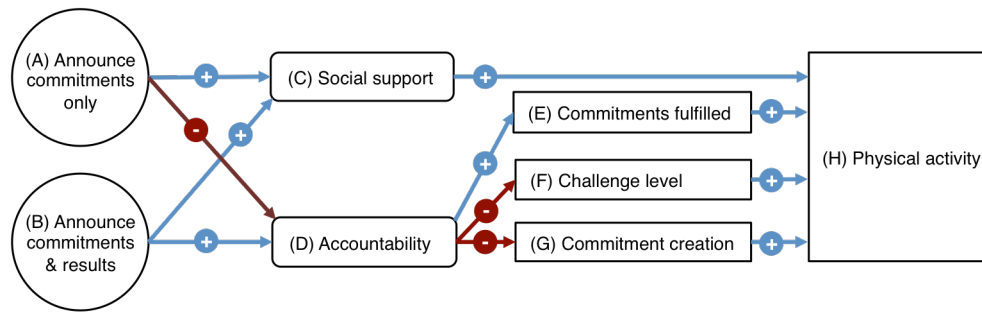 (A) Announce
commitments
only
+
(C) Social support
+
-
+
(E) Commitments fulfilled
+
(H) Physical activity
+
(F) Challenge level
+
(B) Announce
commitments
& results
+
(D) Accountability
-
-
(G) Commitment creation
+